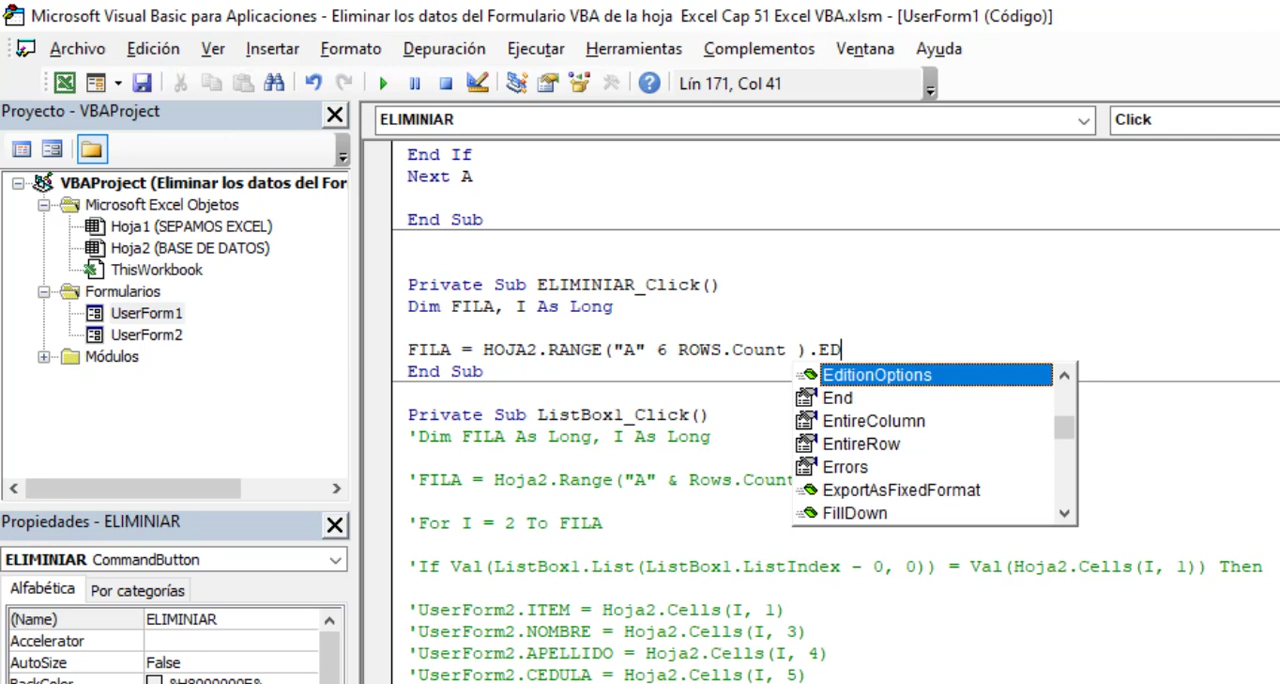 Microsoft Visual Basic para Aplicaciones - Eliminar los datos del Formulario VBA de la hoja Excel Cap 51 Excel VBA.xlsm - [UserForm1 (Código)]
Archivo Edición Ver Insertar Formato Depuración Ejecutar Herramientas Complementos Ventana Ayuda
Lín 171, Col 41
Proyecto - VBAProject
VBAProject (Eliminar los datos del For
Microsoft Excel Objetos
Hoja1 (SEPAMOS EXCEL)
Hoja2 (BASE DE DATOS)
ThisWorkbook
Formularios
UserForm1
UserForm2
Módulos
Propiedades - ELIMINIAR
ELIMINIAR CommandButton
Alfabética Por categorías
(Name) ELIMINIAR
Accelerator
AutoSize False
BackColor &H8000000F&
ELIMINIAR Click
End If
Next A
End Sub
Private Sub ELIMINIAR_Click()
Dim FILA, I As Long
FILA = HOJA2.RANGE("A" 6 ROWS.Count ).ED
End Sub
EditionOptions
End
EntireColumn
EntireRow
Errors
ExportAsFixedFormat
FillDown
Private Sub ListBox1_Click()
'Dim FILA As Long, I As Long
'FILA = Hoja2.Range("A" & Rows.Count
'For I = 2 To FILA
'If Val(ListBox1.List(ListBox1.ListIndex - 0, 0)) = Val(Hoja2.Cells(I, 1)) Then
'UserForm2.ITEM = Hoja2.Cells(I, 1)
'UserForm2.NOMBRE = Hoja2.Cells(I, 3)
'UserForm2.APELLIDO = Hoja2.Cells(I, 4)
'UserForm2.CEDULA = Hoja2.Cells(I, 5)